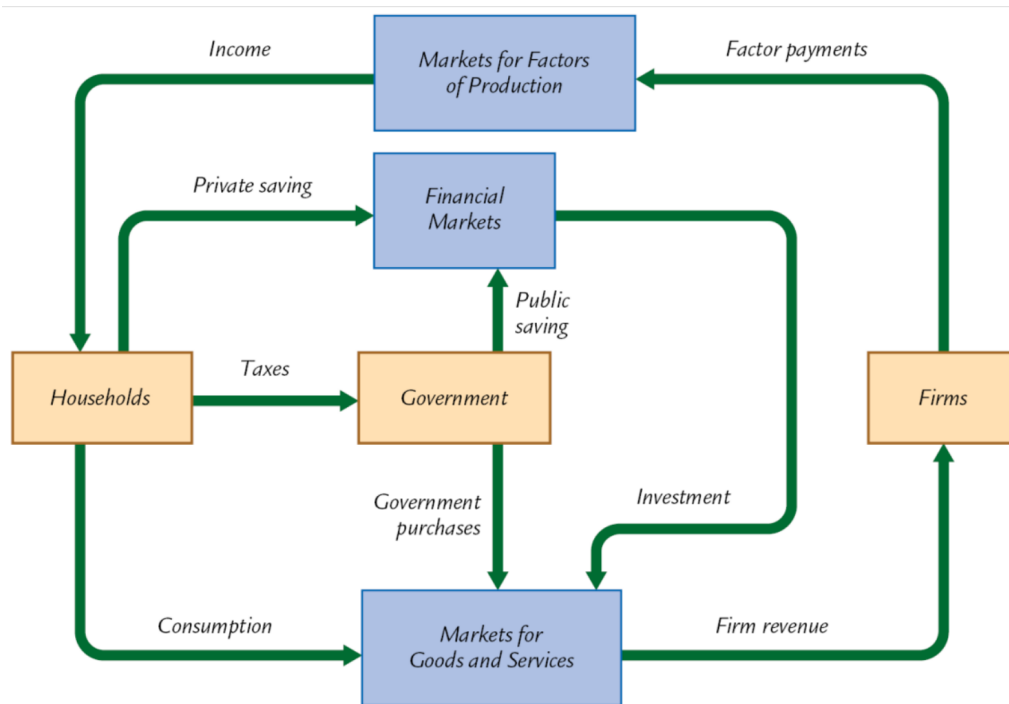 Income
Markets for Factors
of Production
Factor payments
Private saving
Financial
Markets
Public
saving
Households
Taxes
Government
Firms
Government
purchases
Investment
Consumption
Markets for
Goods and Services
Firm revenue